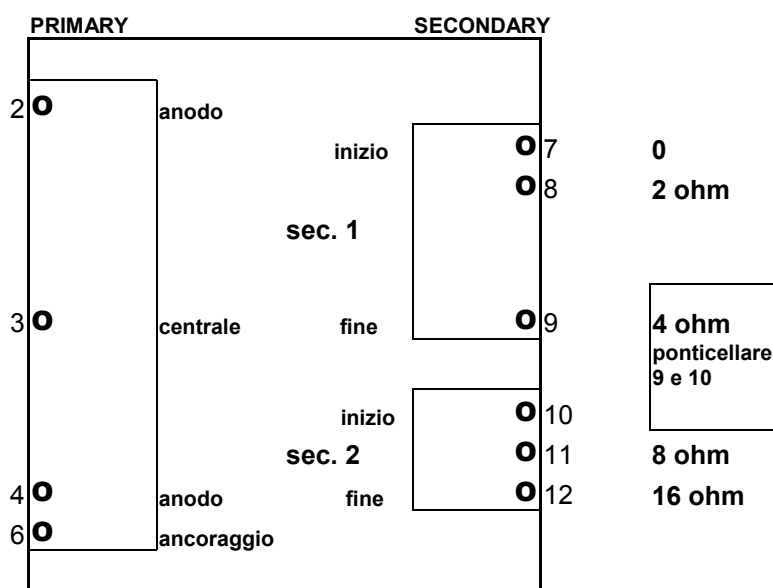 PRIMARY SECONDARY
2 o anodo
inizio o 7 0
o 8 2 ohm
sec. 1
3 o centrale fine o 9 4 ohm
ponticellare
9 e 10
inizio o 10
sec. 2 o 11 8 ohm
4 o anodo fine o 12 16 ohm
6 o ancoraggio